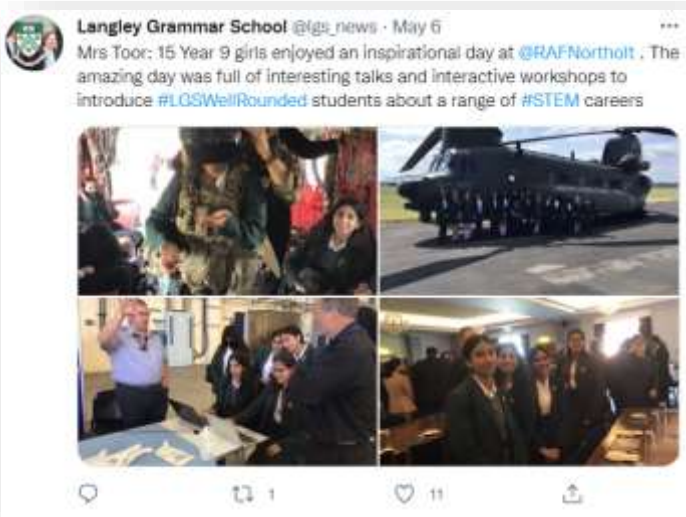 Langley Grammar School @lgs_news · May 6
Mrs Toor: 15 Year 9 girls enjoyed an inspirational day at @RAFNortholt . The
amazing day was full of interesting talks and interactive workshops to
introduce #LGSWellRounded students about a range of #STEM careers
1
11